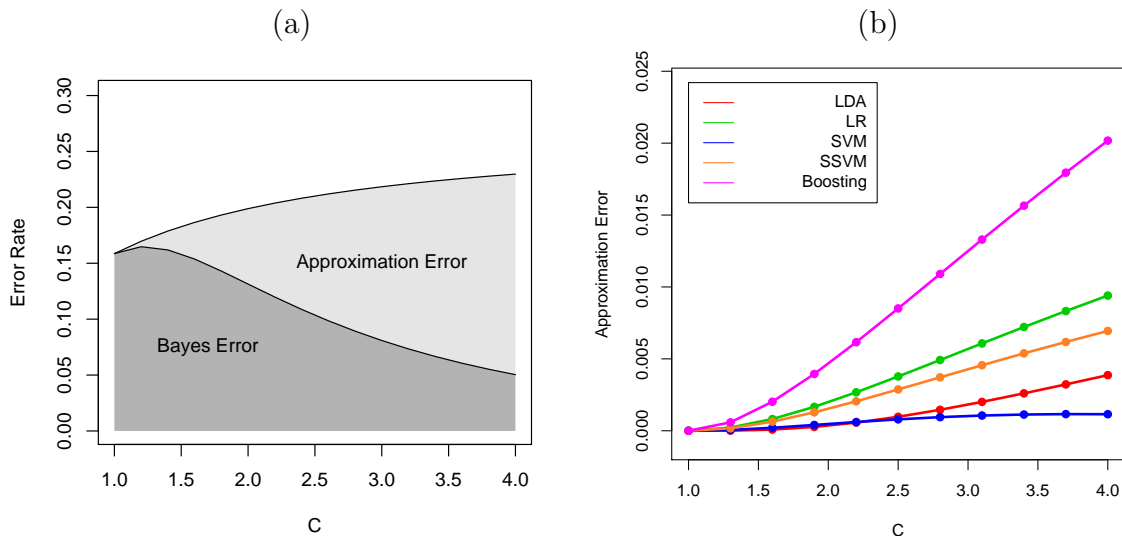 (a)
0.30
0.25
0.20
0.15
0.10
0.05
0.00
Error Rate
Approximation Error
Bayes Error
1.0 1.5 2.0 2.5 3.0 3.5 4.0
C
(b)
0.025
0.020
0.015
0.010
0.005
0.000
Approximation Error
LDA
LR
SVM
SSVM
Boosting
1.0 1.5 2.0 2.5 3.0 3.5 4.0
C